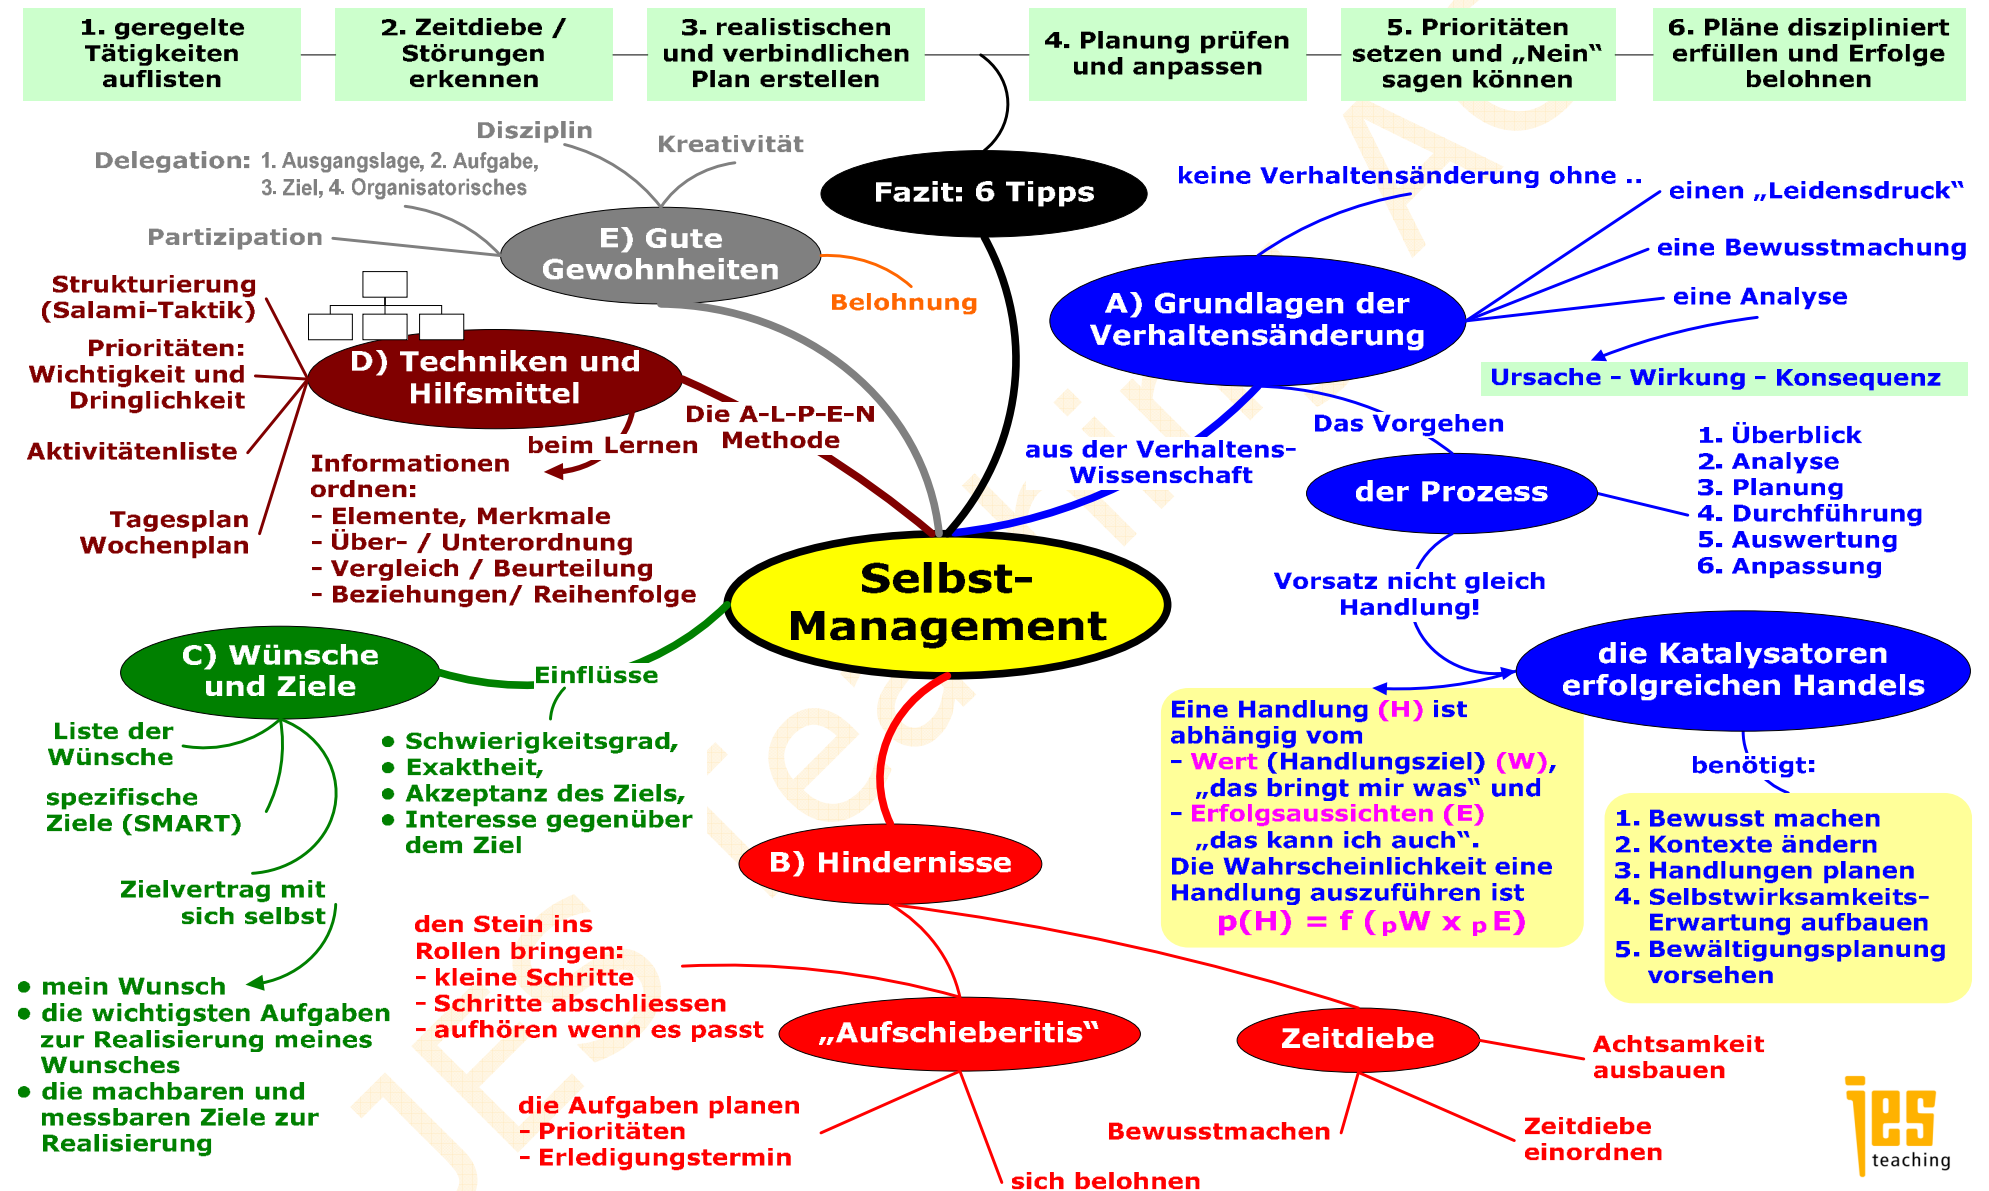 1. geregelte
Tätigkeiten
auflisten
2. Zeitdiebe /
Störungen
erkennen
3. realistischen
und verbindlichen
Plan erstellen
4. Planung prüfen
und anpassen
5. Prioritäten
setzen und „Nein“
sagen können
6. Pläne diszipliniert
erfüllen und Erfolge
belohnen
Fazit: 6 Tipps
Disziplin
Kreativität
Delegation: 1. Ausgangslage, 2. Aufgabe,
3. Ziel, 4. Organisatorisches
Partizipation
E) Gute
Gewohnheiten
Belohnung
keine Verhaltensänderung ohne ..
einen „Leidensdruck“
eine Bewusstmachung
eine Analyse
A) Grundlagen der
Verhaltensänderung
Ursache - Wirkung - Konsequenz
Das Vorgehen
aus der Verhaltens-
Wissenschaft
der Prozess
1. Überblick
2. Analyse
3. Planung
4. Durchführung
5. Auswertung
6. Anpassung
Vorsatz nicht gleich
Handlung!
die Katalysatoren
erfolgreichen Handels
Eine Handlung (H) ist
abhängig vom
- Wert (Handlungsziel) (W),
„das bringt mir was“ und
- Erfolgsaussichten (E)
„das kann ich auch“.
Die Wahrscheinlichkeit eine
Handlung auszuführen ist
p(H) = f ( pW x pE)
benötigt:
1. Bewusst machen
2. Kontexte ändern
3. Handlungen planen
4. Selbstwirksamkeits-
Erwartung aufbauen
5. Bewältigungsplanung
vorsehen
Strukturierung
(Salami-Taktik)
Prioritäten:
Wichtigkeit und
Dringlichkeit
Aktivitätenliste
Tagesplan
Wochenplan
D) Techniken und
Hilfsmittel
Die A-L-P-E-N
Methode
beim Lernen
Informationen
ordnen:
- Elemente, Merkmale
- Über- / Unterordnung
- Vergleich / Beurteilung
- Beziehungen/ Reihenfolge
Selbst-
Management
C) Wünsche
und Ziele
Einflüsse
• Schwierigkeitsgrad,
• Exaktheit,
• Akzeptanz des Ziels,
• Interesse gegenüber
dem Ziel
Liste der
Wünsche
spezifische
Ziele (SMART)
Zielvertrag mit
sich selbst
• mein Wunsch
• die wichtigsten Aufgaben
zur Realisierung meines
Wunsches
• die machbaren und
messbaren Ziele zur
Realisierung
B) Hindernisse
den Stein ins
Rollen bringen:
- kleine Schritte
- Schritte abschliessen
- aufhören wenn es passt
„Aufschieberitis“
die Aufgaben planen
- Prioritäten
- Erledigungstermin
sich belohnen
Zeitdiebe
Achtsamkeit
ausbauen
Bewusstmachen
Zeitdiebe
einordnen
jes
teaching